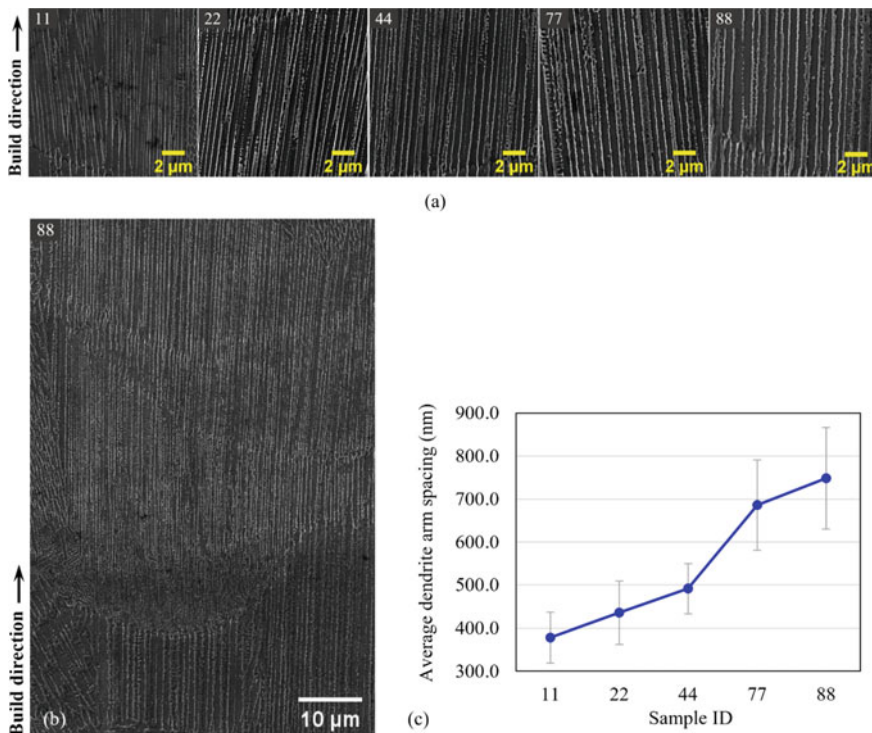 Build direction
11 22 44 77 88
2 µm 2 µm 2 µm 2 µm 2 µm
(a)
Build direction
88
10 µm
(b)
(c)
Average dendrite arm spacing (nm)
900.0
800.0
700.0
600.0
500.0
400.0
300.0
11 22 44 77 88
Sample ID